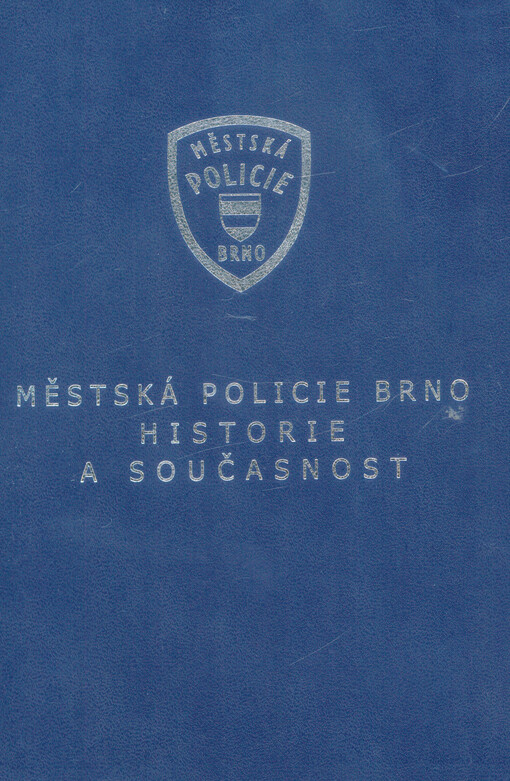 MĚSTSKÁ
POLICIE
BRNO
MĚSTSKÁ POLICIE BRNO
HISTORIE
A SOUČASNOST